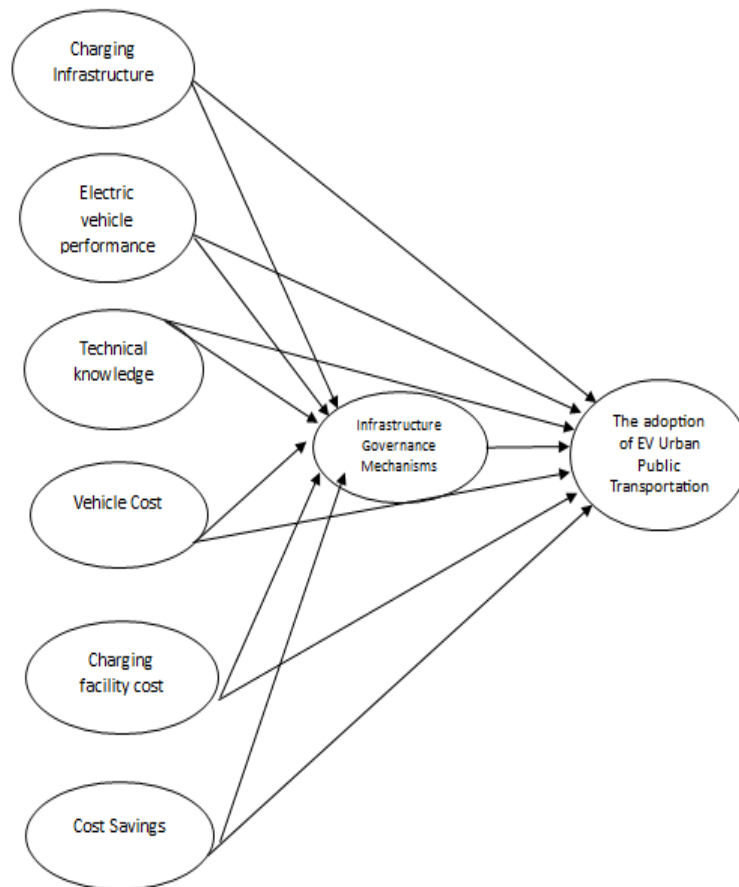 Charging
Infrastructure
Electric
vehicle
performance
Technical
knowledge
Infrastructure
Governance
Mechanisms
The adoption
of EV Urban
Public
Transportation
Vehicle Cost
Charging
facility cost
Cost Savings